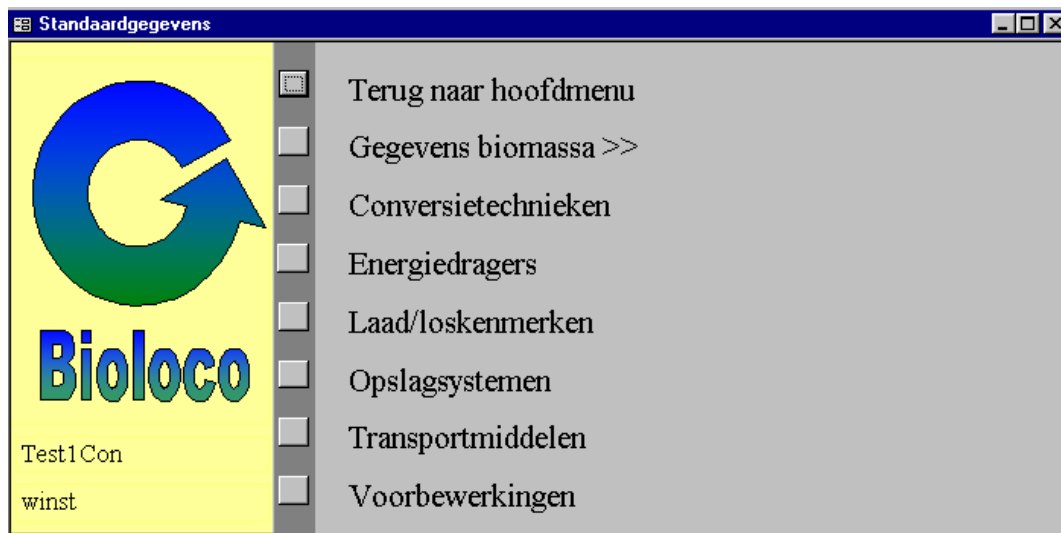 Standaardgegevens
Terug naar hoofdmenu
Gegevens biomassa >>
Conversietechnieken
Energiedragers
Laad/loskenmerken
Opslagsystemen
Transportmiddelen
Voorbewerkingen
Bioloco
Test1Con
winst